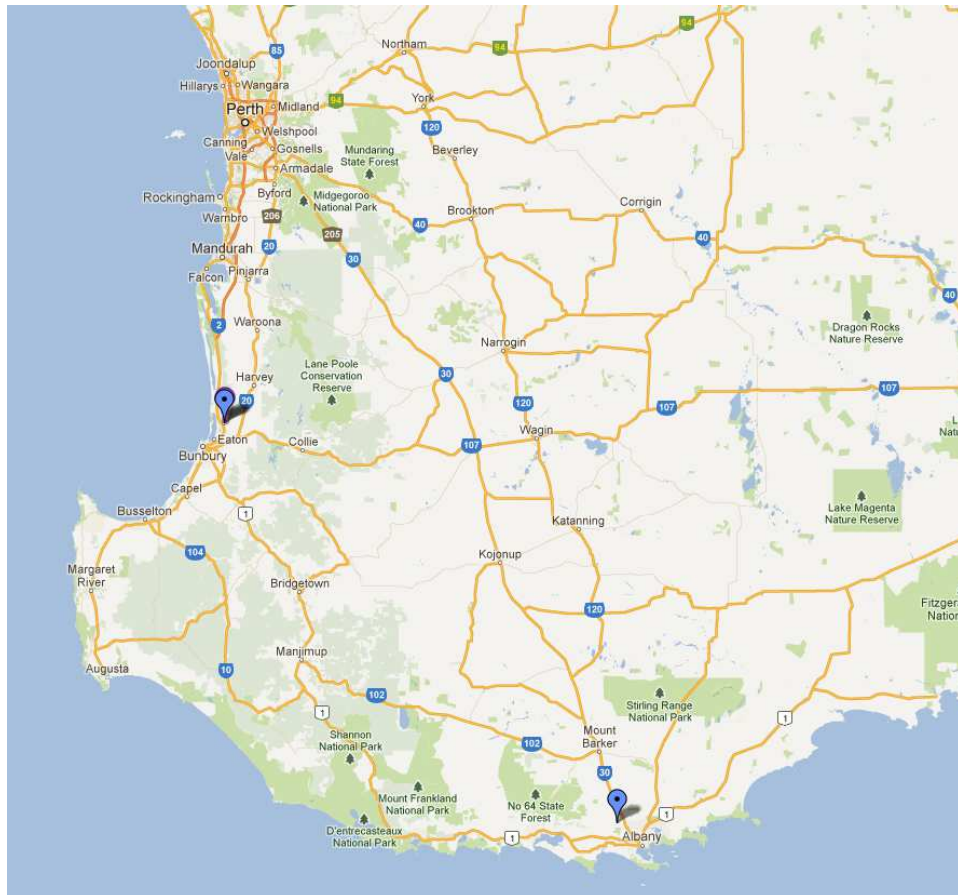 94
Northam
94
85
Joondalup
Hillarys
Wangara
94
York
Midland
Perth
120
Welshpool
Canning
Vale
Gosnells
Mundaring
State Forest
Beverley
Armadale
Byford
Midgegoroo
National Park
Rockingham
Corrigin
Warnbro
206
Brookton
40
205
40
20
Mandurah
30
Falcon
Pinjarra
40
2
Waroona
Dragon Rocks
Nature Reserve
Narrogin
Lane Poole
Conservation
Reserve
30
Harvey
107
20
120
107
Eaton
Collie
Wagin
107
Bunbury
Capel
Lake Magenta
Nature Reserve
Busselton
1
Katanning
104
Kojonup
Margaret
River
Bridgetown
120
Fitzger
Nation
Manjimup
Augusta
10
102
Stirling Range
National Park
1
1
Shannon
National Park
102
Mount
Barker
30
Mount Frankland
National Park
No 64 State
Forest
1
D'entrecasteaux
National Park
1
Albany